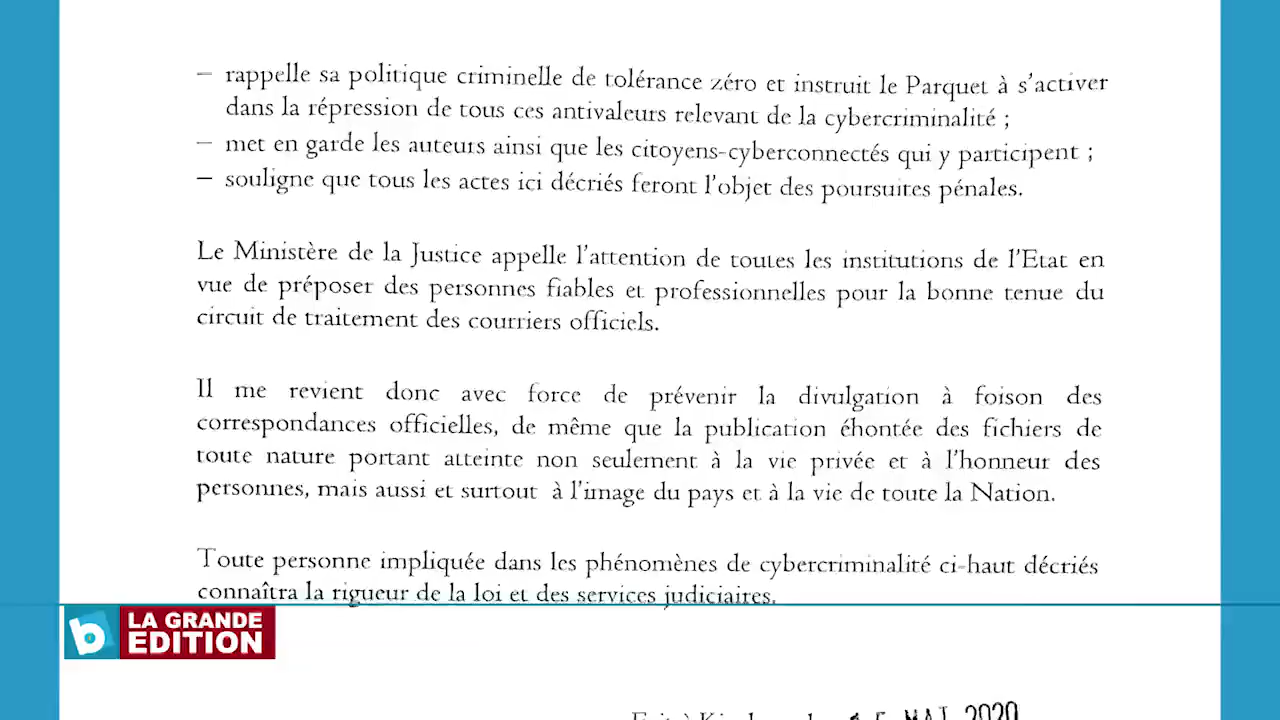 – rappelle sa politique criminelle de tolérance zéro et instruit le Parquet à s'activer
dans la répression de tous ces antivaleurs relevant de la cybercriminalité ;
– met en garde les auteurs ainsi que les citoyens-cyberconnectés qui y participent ;
– souligne que tous les actes ici décriés feront l'objet des poursuites pénales.
Le Ministère de la Justice appelle l'attention de toutes les institutions de l'Etat en
vue de préposer des personnes fiables et professionnelles pour la bonne tenue du
circuit de traitement des courriers officiels.
Il me revient donc avec force de prévenir la divulgation à foison des
correspondances officielles, de même que la publication éhontée des fichiers de
toute nature portant atteinte non seulement à la vie privée et à l'honneur des
personnes, mais aussi et surtout à l'image du pays et à la vie de toute la Nation.
Toute personne impliquée dans les phénomènes de cybercriminalité ci-haut décriés
connaîtra la rigueur de la loi et des services judiciaires.
b LA GRANDE
EDITION
MAI 2020